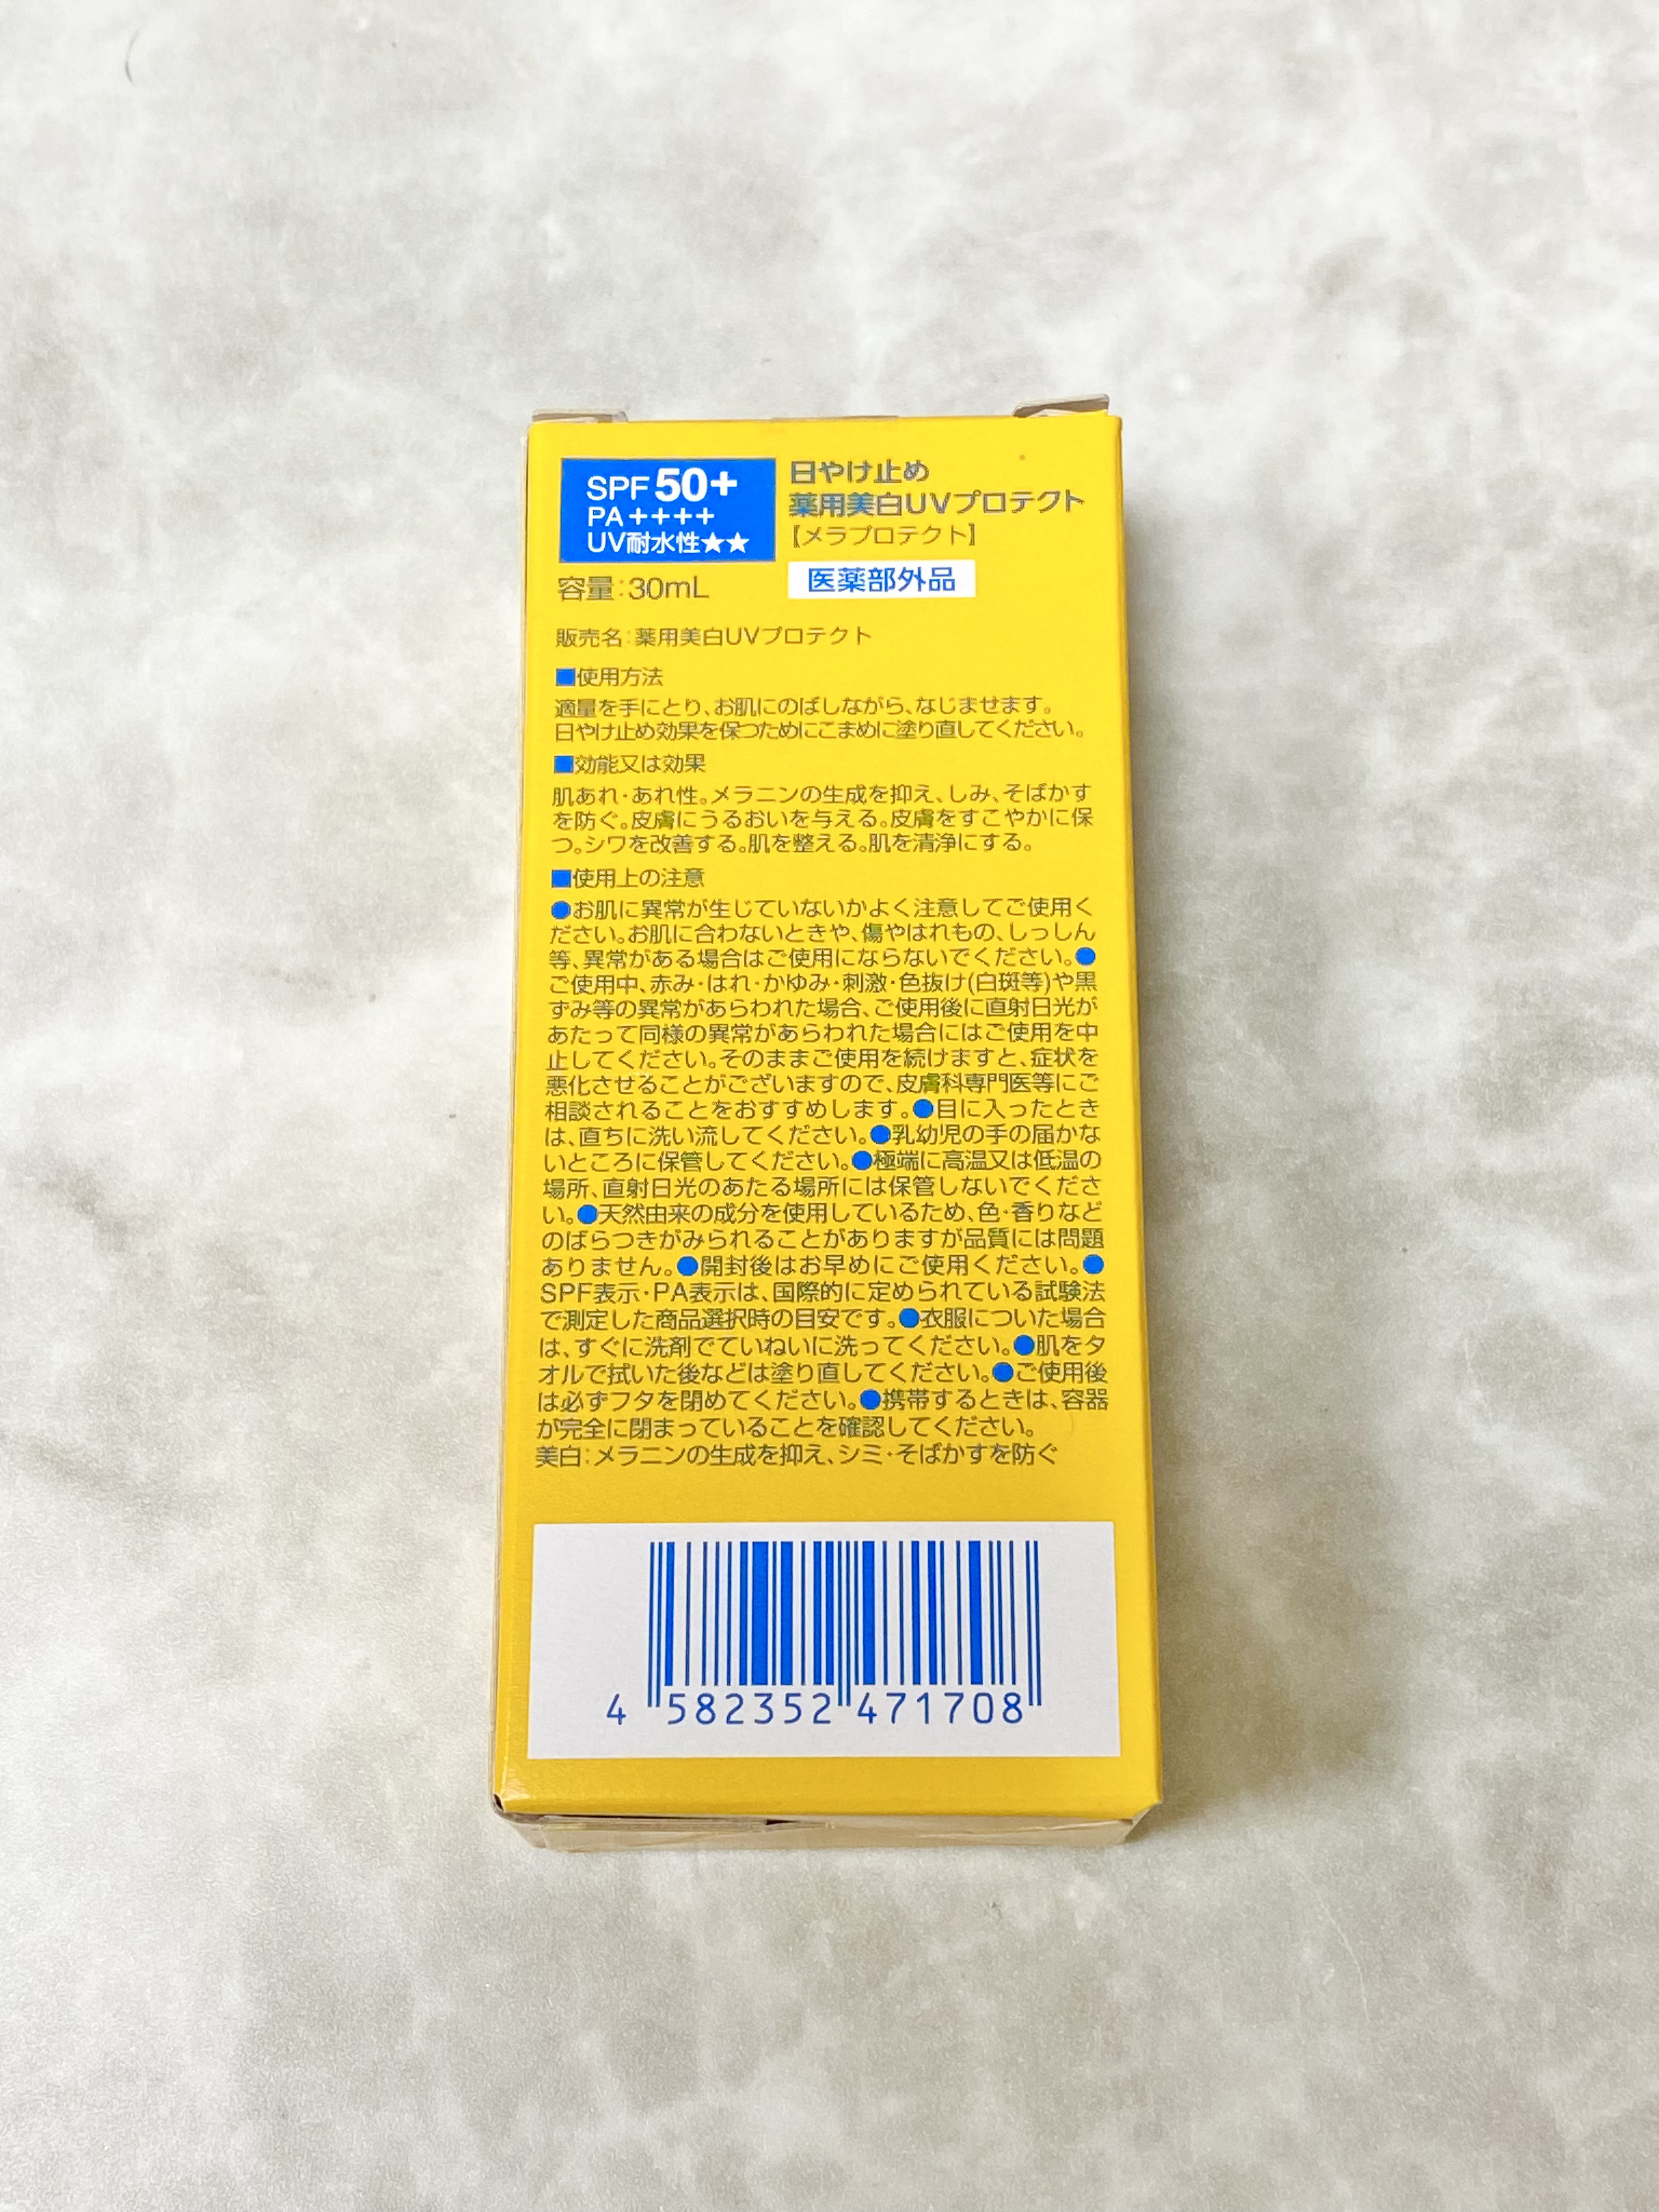 SPF 50+
PA++++
UV耐水性★★
容量:30mL
日やけ止め
薬用美白UVプロテクト
【メラプロテクト】
医薬部外品
販売名:薬用美白UVプロテクト
■使用方法
適量を手にとり、お肌にのばしながら、なじませます。
日やけ止め効果を保つためにこまめに塗り直してください。
■効能又は効果
肌あれ・あれ性。メラニンの生成を抑え、しみ、そばかす
を防ぐ。皮膚にうるおいを与える。皮膚をすこやかに保
つ。シワを改善する。肌を整える。肌を清浄にする。
■使用上の注意
●お肌に異常が生じていないかよく注意してご使用く
ださい。お肌に合わないときや、傷やはれもの、しっしん
等、異常がある場合はご使用にならないでください。●
ご使用中、赤み・はれ・かゆみ・刺激・色抜け(白斑等)や黒
ずみ等の異常があらわれた場合、ご使用後に直射日光が
あたって同様の異常があらわれた場合にはご使用を中
止してください。そのままご使用を続けますと、症状を
悪化させることがございますので、皮膚科専門医等にご
相談されることをおすすめします。●目に入ったとき
は、直ちに洗い流してください。●乳幼児の手の届かな
いところに保管してください。●極端に高温又は低温の
場所、直射日光のあたる場所には保管しないでくださ
い。●天然由来の成分を使用しているため、色・香りなど
のばらつきがみられることがありますが品質には問題
ありません。●開封後はお早めにご使用ください。●
SPF表示・PA表示は、国際的に定められている試験法
で測定した商品選択時の目安です。●衣服についた場合
は、すぐに洗剤でていねいに洗ってください。●肌をタ
オルで拭いた後などは塗り直してください。●ご使用後
は必ずフタを閉めてください。●携帯するときは、容器
が完全に閉まっていることを確認してください。
美白:メラニンの生成を抑え、シミ・そばかすを防ぐ
4 582352 471708